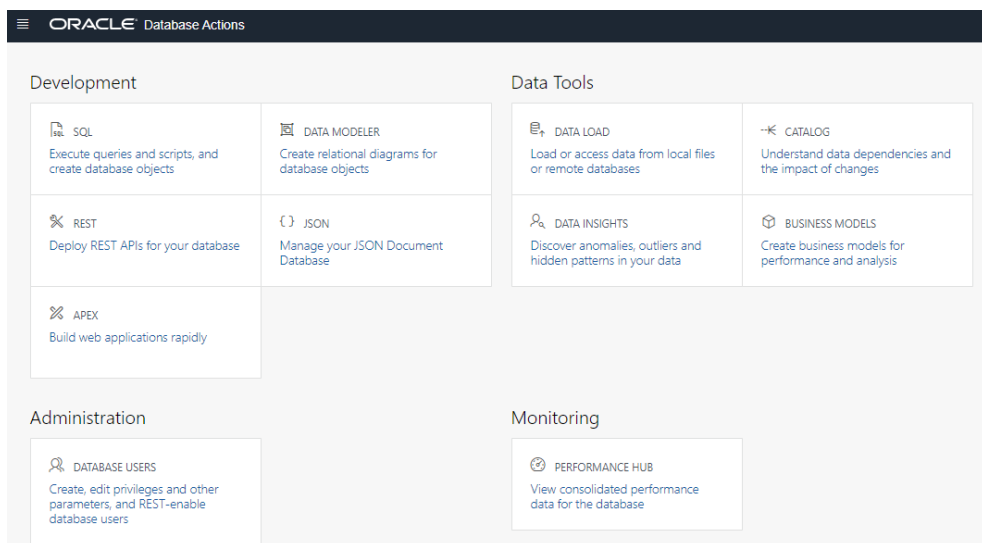 ORACLE Database Actions
Development
SQL
Execute queries and scripts, and
create database objects
DATA MODELER
Create relational diagrams for
database objects
REST
Deploy REST APIs for your database
{ } JSON
Manage your JSON Document
Database
APEX
Build web applications rapidly
Data Tools
DATA LOAD
Load or access data from local files
or remote databases
CATALOG
Understand data dependencies and
the impact of changes
DATA INSIGHTS
Discover anomalies, outliers and
hidden patterns in your data
BUSINESS MODELS
Create business models for
performance and analysis
Administration
DATABASE USERS
Create, edit privileges and other
parameters, and REST-enable
database users
Monitoring
PERFORMANCE HUB
View consolidated performance
data for the database